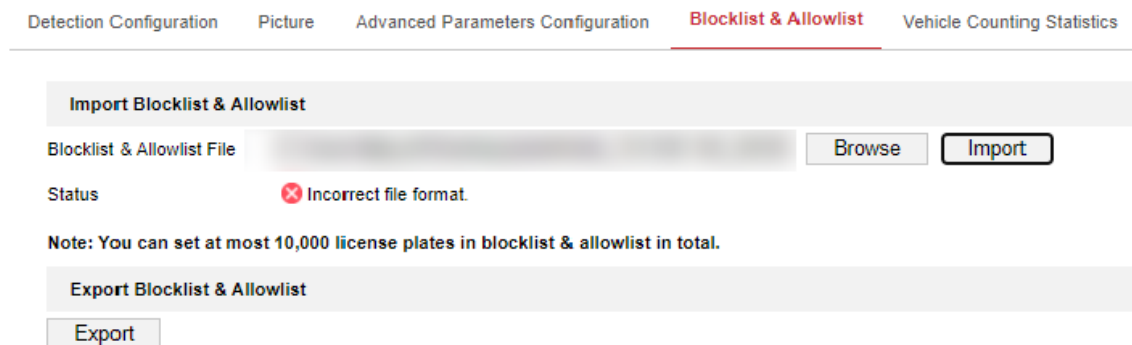 Detection Configuration Picture Advanced Parameters Configuration Blocklist & Allowlist Vehicle Counting Statistics
Import Blocklist & Allowlist
Blocklist & Allowlist File Browse Import
Status Incorrect file format.
Note: You can set at most 10,000 license plates in blocklist & allowlist in total.
Export Blocklist & Allowlist
Export